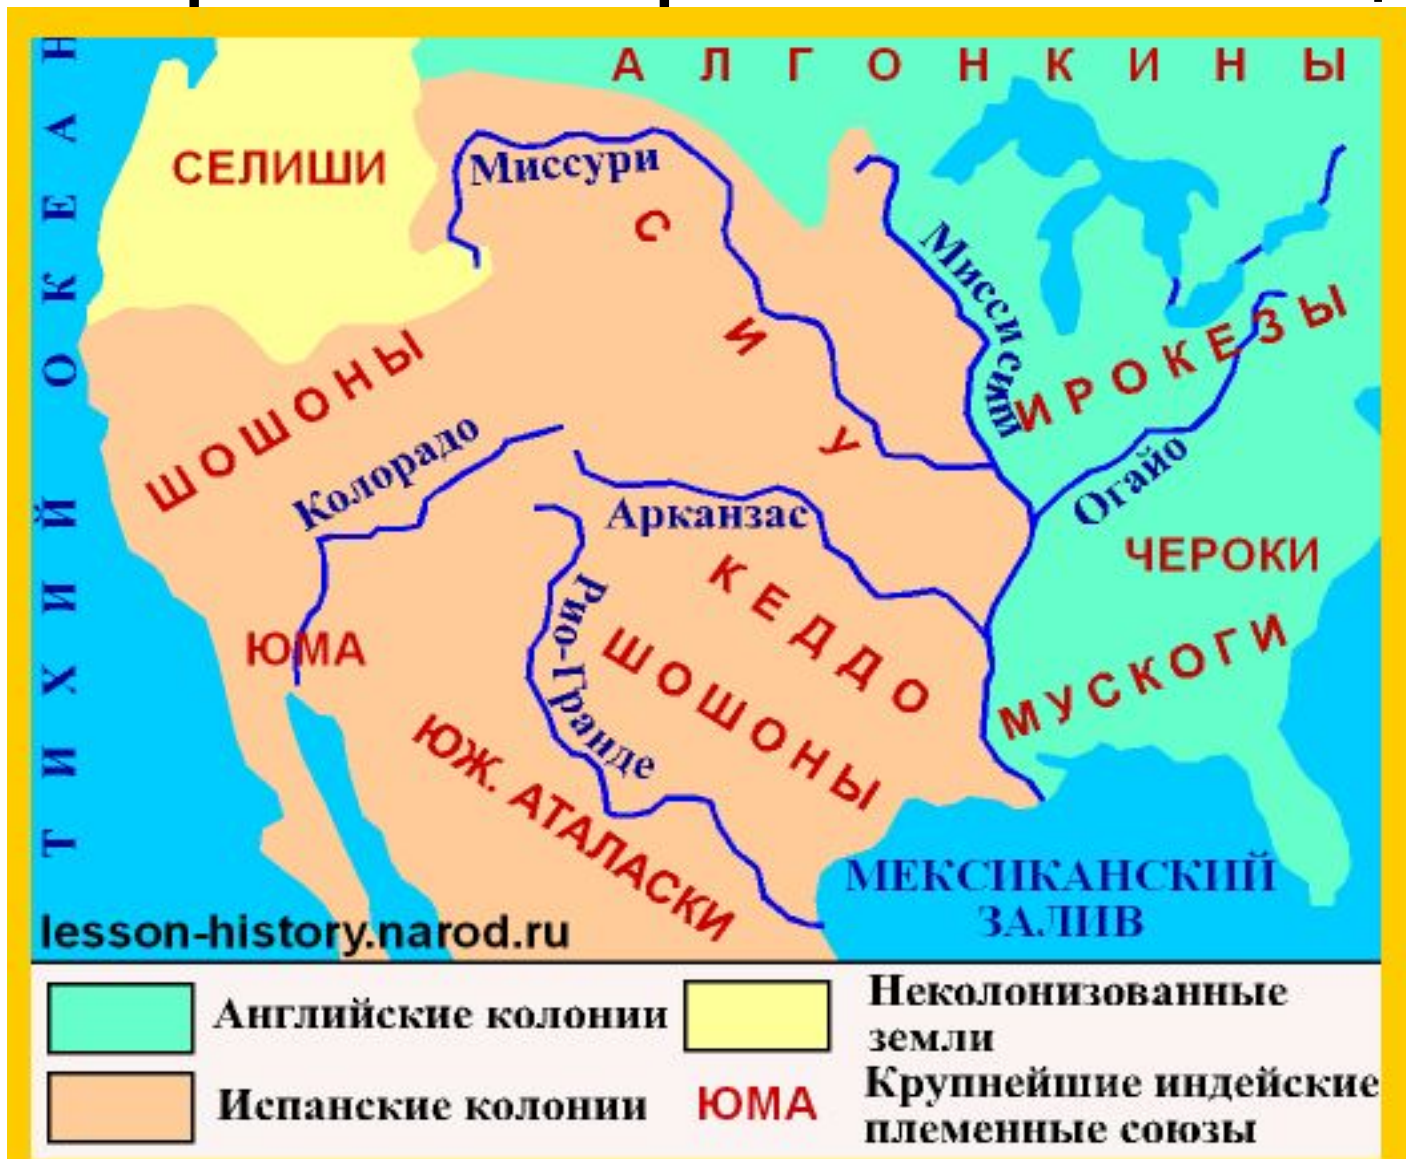 АЛГОНКИНЫ
ТИХИЙ ОКЕАН
СЕЛИШИ
Миссури
СИУ
Миссисипи
ИРОКЕЗЫ
ШОШОНЫ
Колорадо
Арканзас
Огайо
ЧЕРОКИ
КЕДДО
Рио-Гранде
ЮМА
ШОШОНЫ
МУСКОГИ
ЮЖ. АТАЛАСКИ
МЕКСИКАНСКИЙ
ЗАЛИВ
lesson-history.narod.ru
Английские колонии
Неколонизованные
земли
Испанские колонии
ЮМА
Крупнейшие индейские
племенные союзы